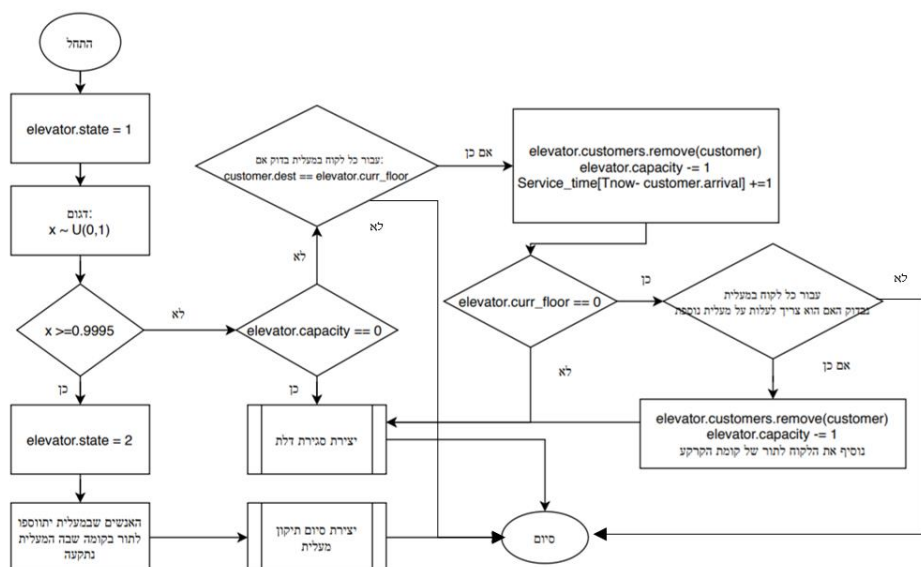 התחל
elevator.state = 1
דגום:
x ~ U(0,1)
x >=0.9995
כן
לא
elevator.state = 2
האנשים שבמעלית יתווספו
לתור בקומה שבה המעלית
נתקעה
יצירת סיום תיקון
מעלית
elevator.capacity == 0
כן
לא
יצירת סגירת דלת
עבור כל לקוח במעלית בדוק אם:
customer.dest == elevator.curr_floor
אם כן
לא
elevator.customers.remove(customer)
elevator.capacity -= 1
Service_time[Tnow- customer.arrival] +=1
elevator.curr_floor == 0
כן
לא
עבור כל לקוח במעלית
נבדוק האם הוא צריך לעלות על מעלית נוספת
לא
אם כן
elevator.customers.remove(customer)
elevator.capacity -= 1
נוסיף את הלקוח לתור של קומת הקרקע
סיום